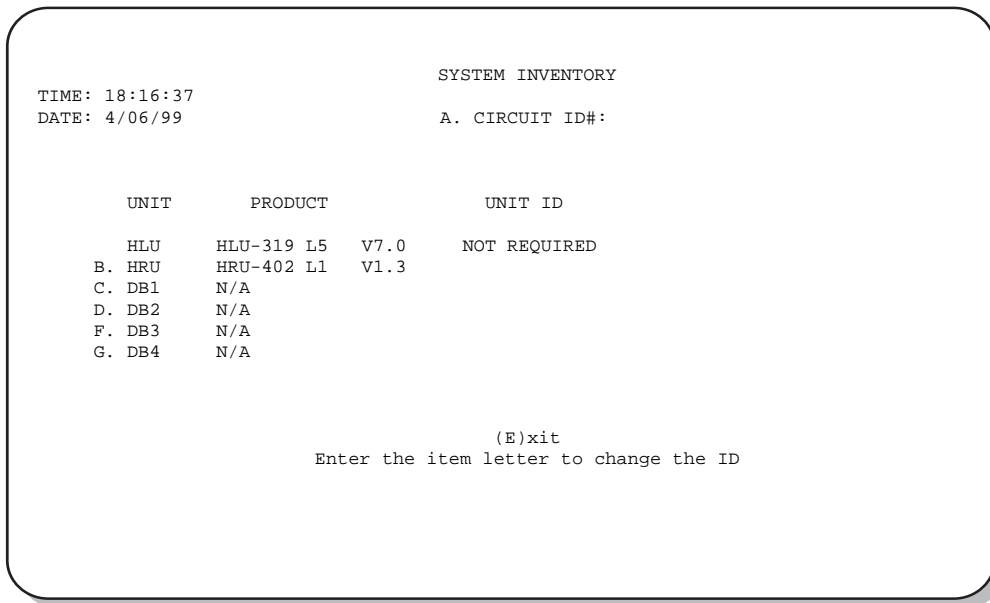 SYSTEM INVENTORY
TIME: 18:16:37
DATE: 4/06/99 A. CIRCUIT ID#:
UNIT PRODUCT UNIT ID
HLU HLU-319 L5 V7.0 NOT REQUIRED
B. HRU HRU-402 L1 V1.3
C. DB1 N/A
D. DB2 N/A
F. DB3 N/A
G. DB4 N/A
(E)xit
Enter the item letter to change the ID